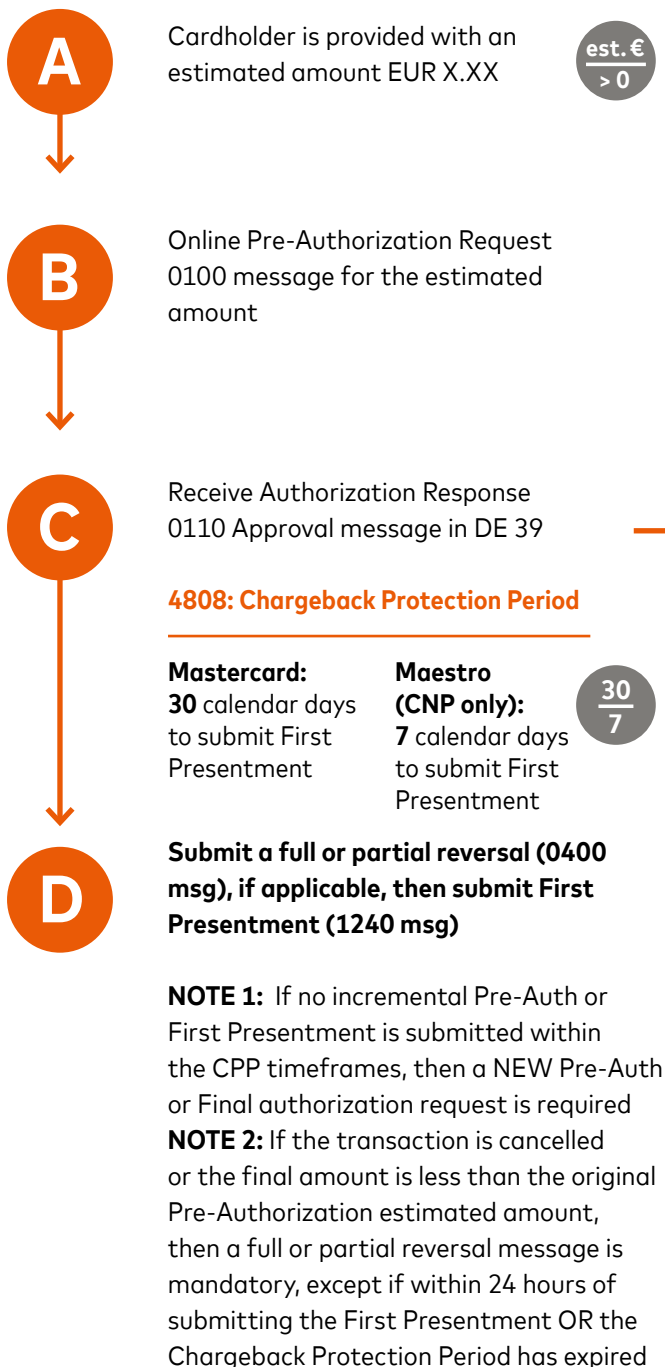 A
Cardholder is provided with an
estimated amount EUR X.XX
est. €
> 0
B
Online Pre-Authorization Request
0100 message for the estimated
amount
C
Receive Authorization Response
0110 Approval message in DE 39
4808: Chargeback Protection Period
Mastercard:
30 calendar days
to submit First
Presentment
Maestro
(CNP only):
7 calendar days
to submit First
Presentment
30
7
D
Submit a full or partial reversal (0400
msg), if applicable, then submit First
Presentment (1240 msg)
NOTE 1: If no incremental Pre-Auth or
First Presentment is submitted within
the CPP timeframes, then a NEW Pre-Auth
or Final authorization request is required
NOTE 2: If the transaction is cancelled
or the final amount is less than the original
Pre-Authorization estimated amount,
then a full or partial reversal message is
mandatory, except if within 24 hours of
submitting the First Presentment OR the
Chargeback Protection Period has expired